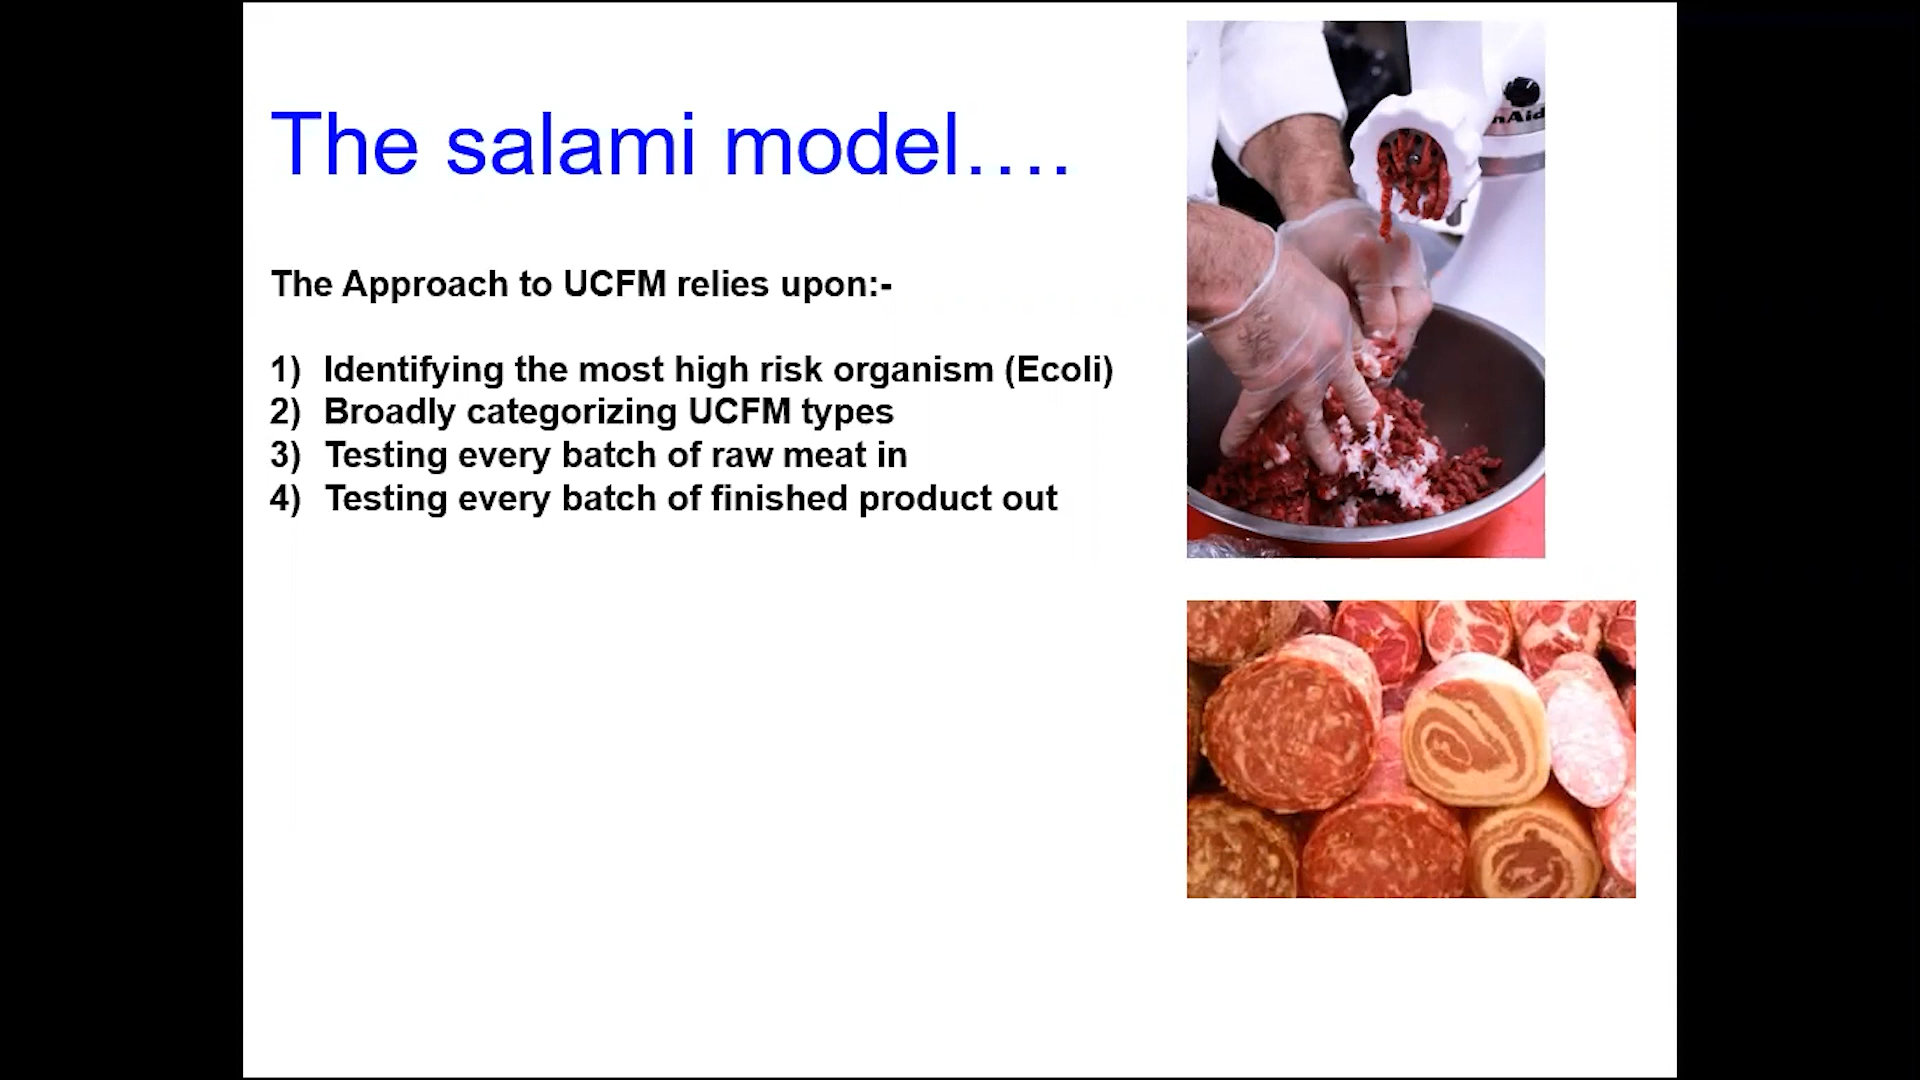 The salami model....
The Approach to UCFM relies upon:-
1) Identifying the most high risk organism (Ecoli)
2) Broadly categorizing UCFM types
3) Testing every batch of raw meat in
4) Testing every batch of finished product out